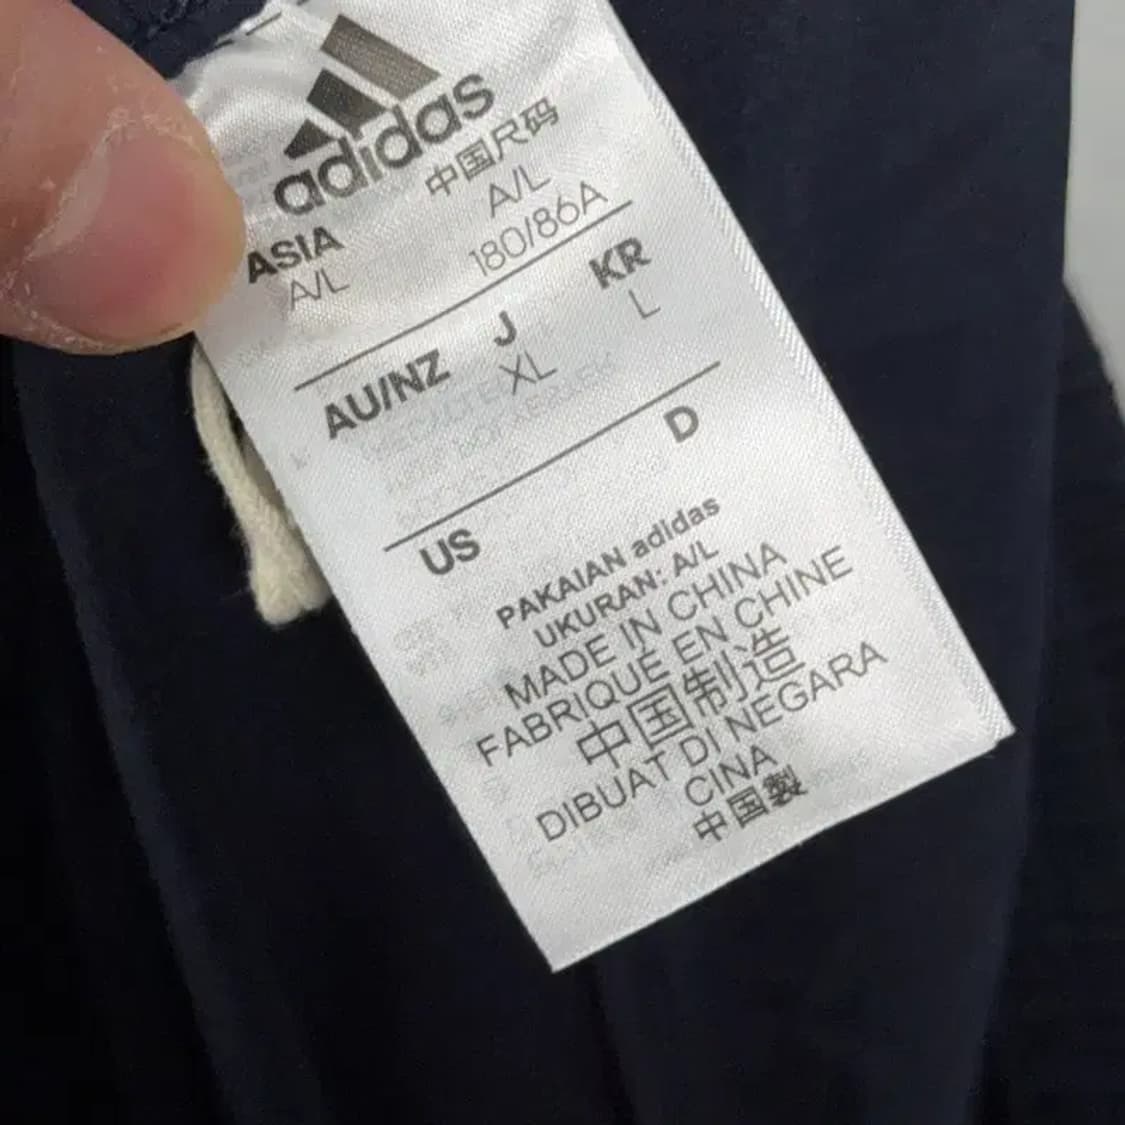 adidas
中国尺码
ASIA A/L
A/L 180/86A
AU/NZ J KR
XL L
US D
PAKAIAN adidas
UKURAN: A/L
MADE IN CHINA
FABRIQUÉ EN CHINE
中国制造
DIBUAT DI NEGARA
CINA
中国製